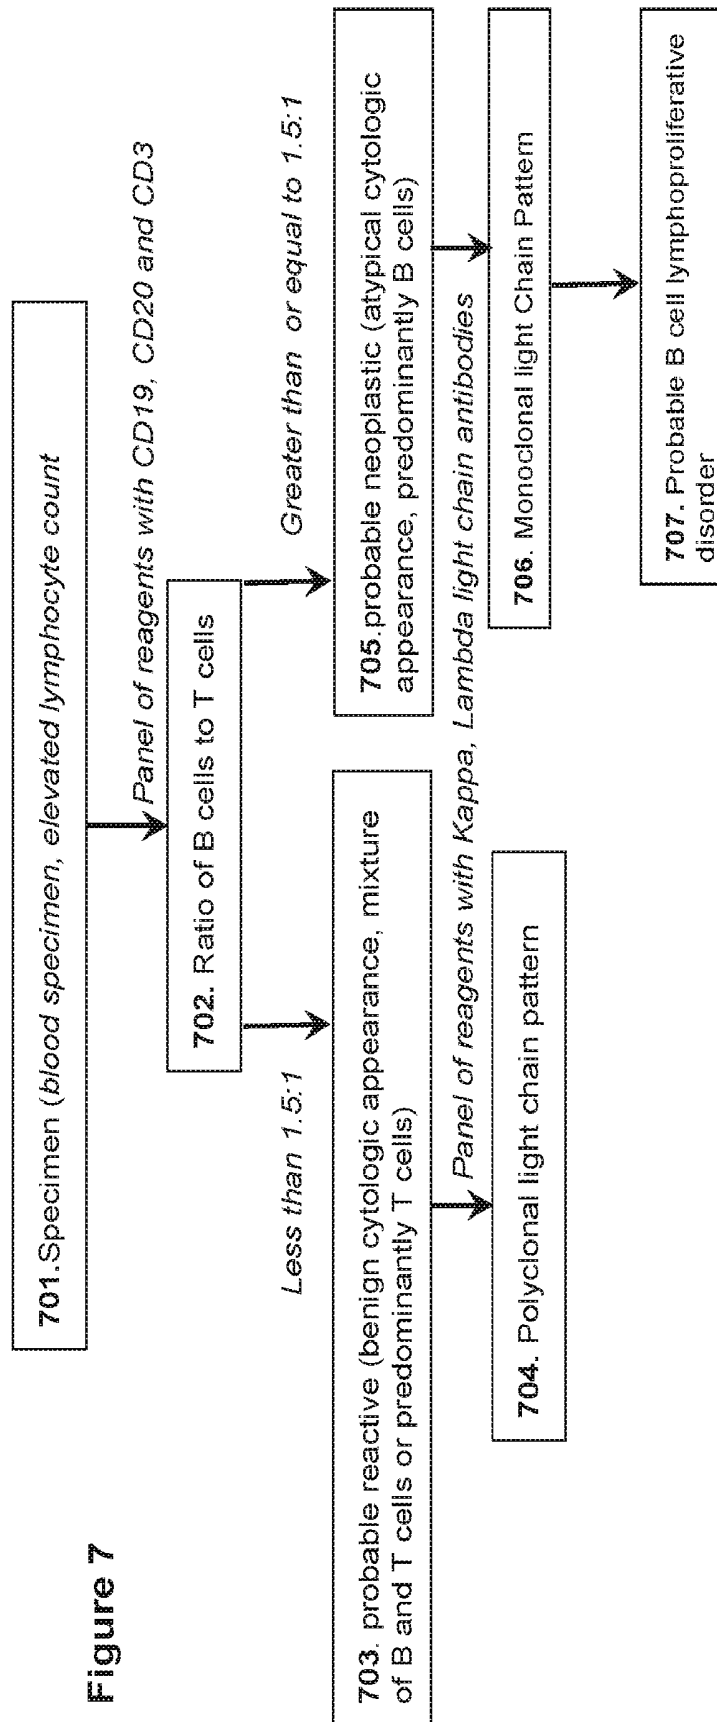 Figure 7
701.Specimen (blood specimen, elevated lymphocyte count
Panel of reagents with CD19, CD20 and CD3
702. Ratio of B cells to T cells
Less than 1.5:1
Greater than or equal to 1.5:1
703. probable reactive (benign cytologic appearance, mixture
of B and T cells or predominantly T cells)
705.probable neoplastic (atypical cytologic
appearance, predominantly B cells)
Panel of reagents with Kappa, Lambda light chain antibodies
704. Polyclonal light chain pattern
706. Monoclonal light Chain Pattern
707. Probable B cell lymphoproliferative
disorder